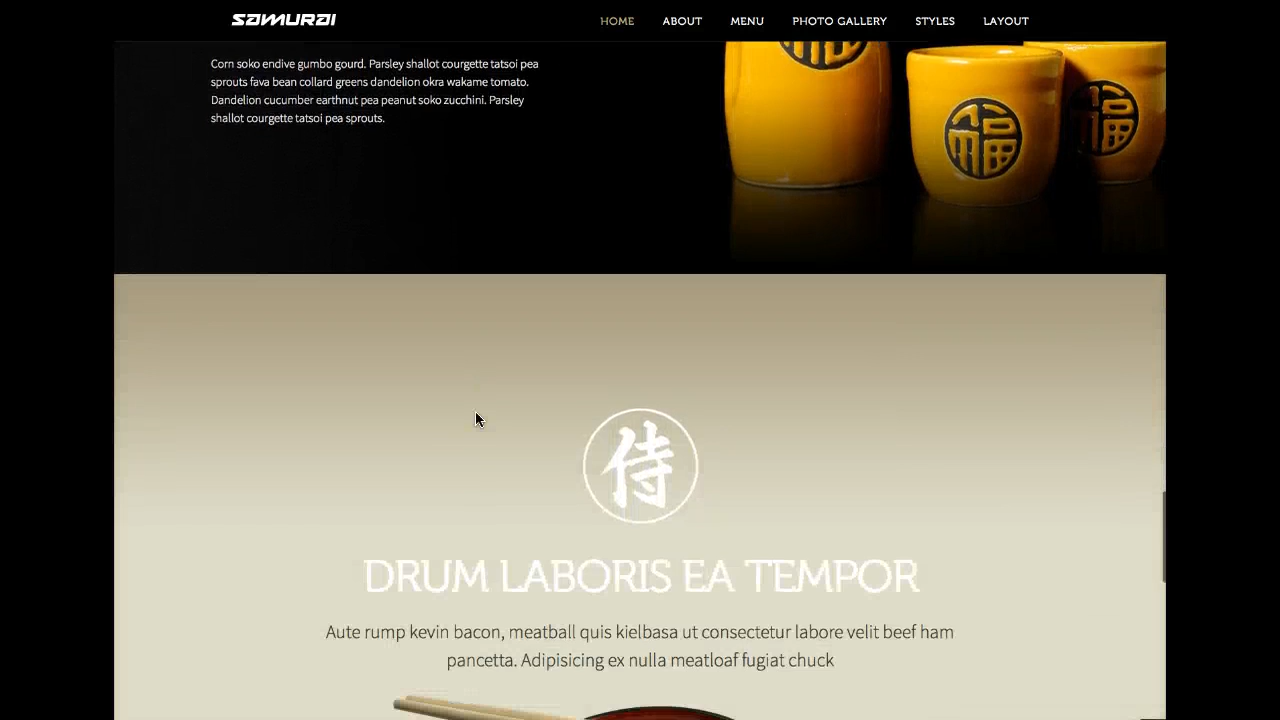 SAMURAI
HOME ABOUT MENU PHOTO GALLERY STYLES LAYOUT
Corn soko endive gumbo gourd. Parsley shallot courgette tatsoi pea
sprouts fava bean collard greens dandelion okra wakame tomato.
Dandelion cucumber earthnut pea peanut soko zucchini. Parsley
shallot courgette tatsoi pea sprouts.
福
福
侍
DRUM LABORIS EA TEMPOR
Aute rump kevin bacon, meatball quis kielbasa ut consectetur labore velit beef ham
pancetta. Adipisicing ex nulla meatloaf fugiat chuck